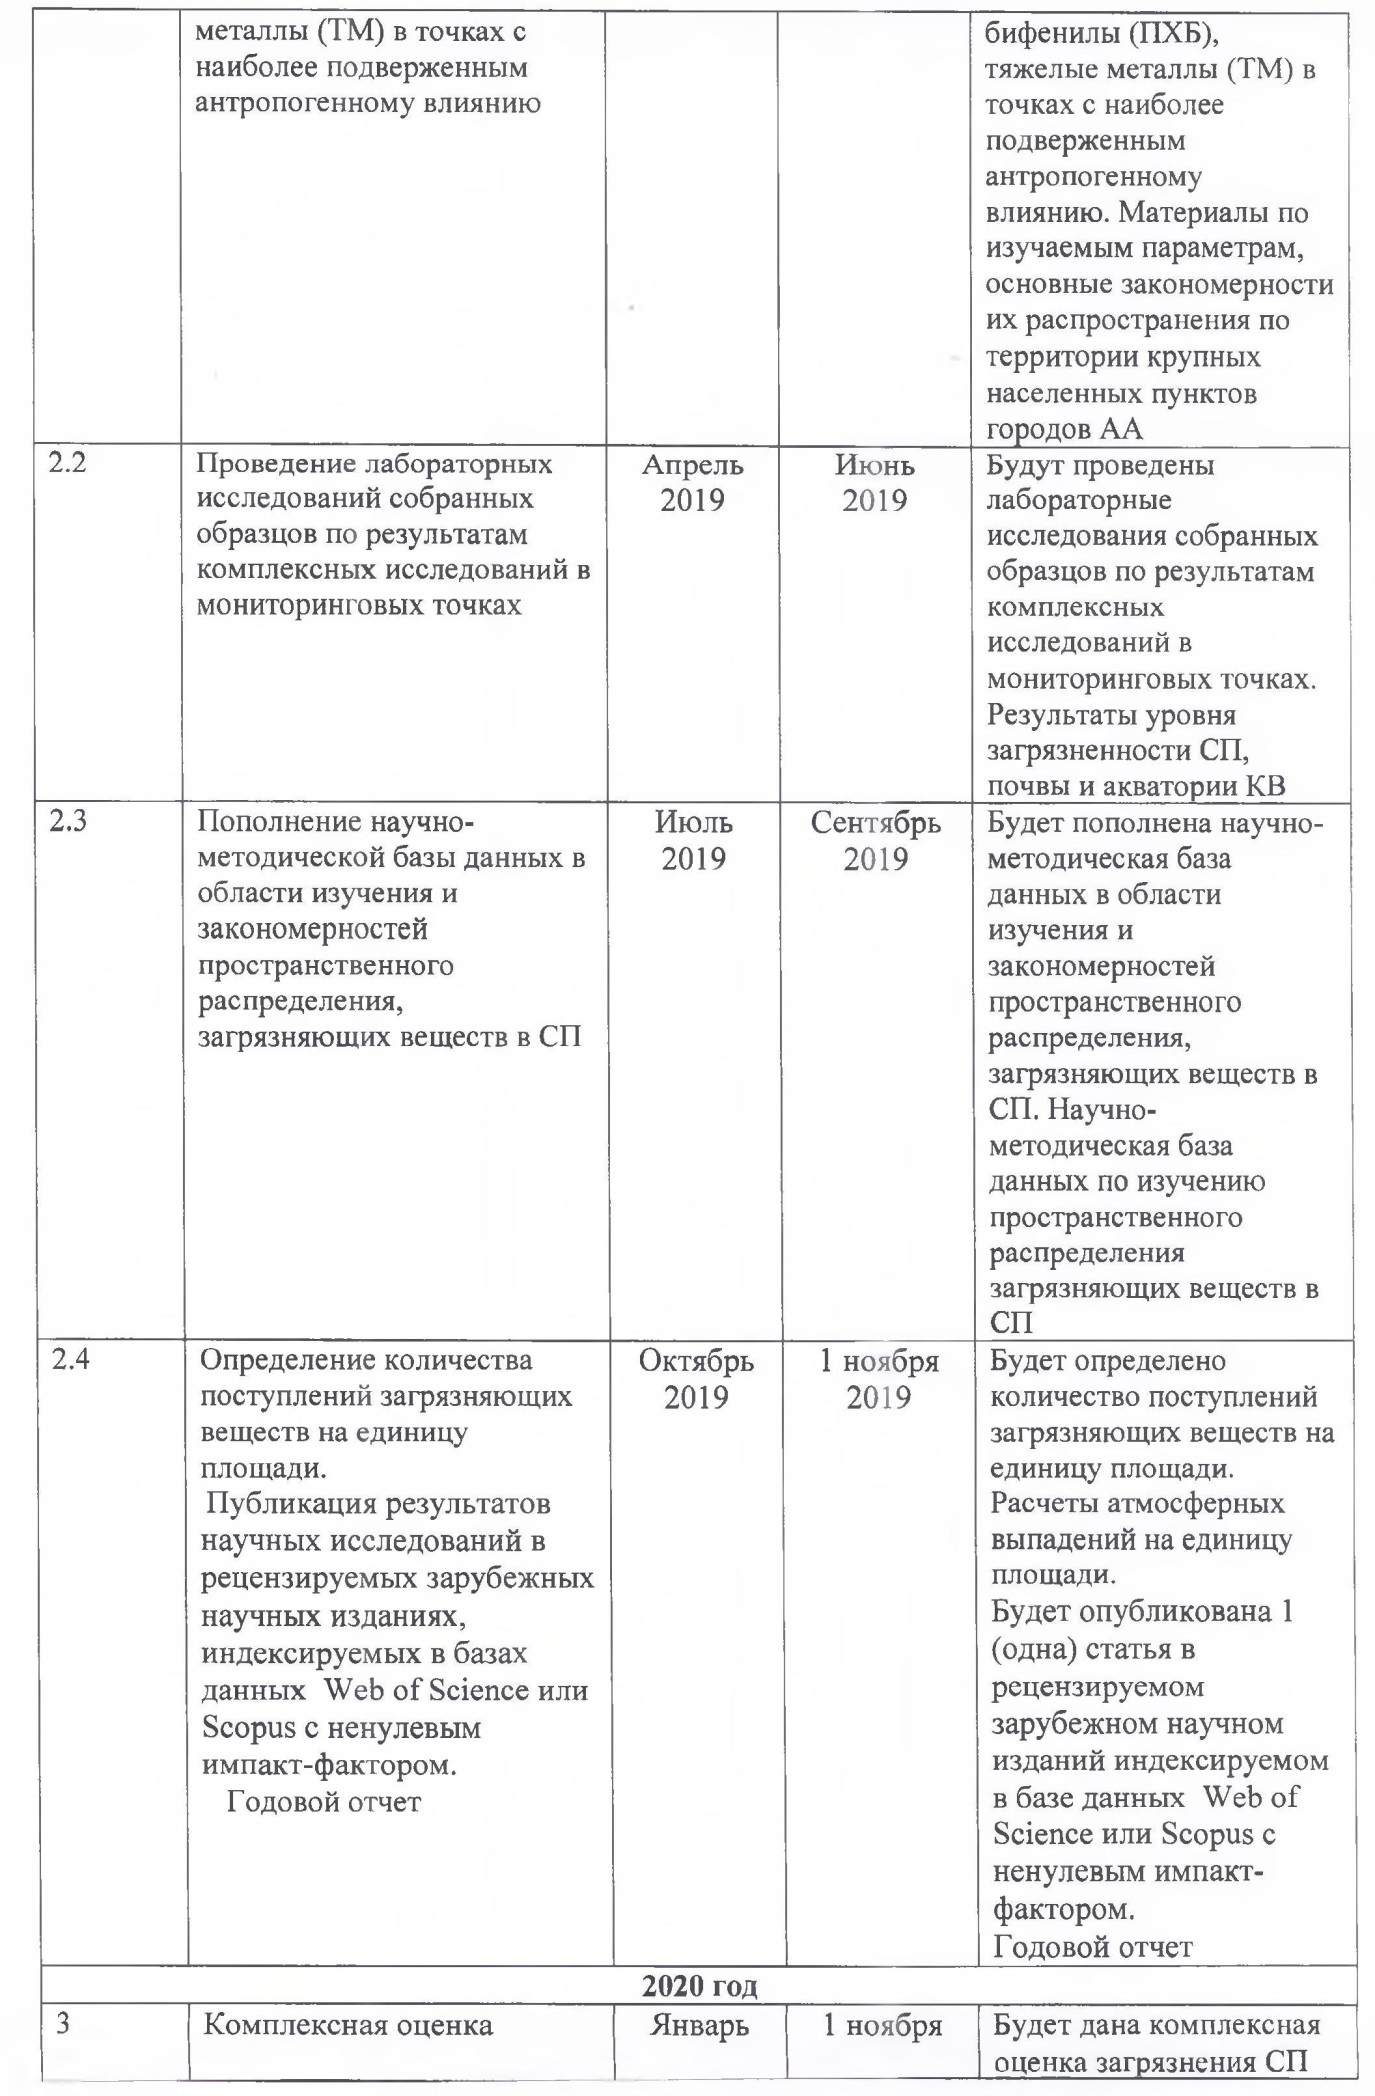 металлы (ТМ) в точках с
наиболее подверженным
антропогенному влиянию
бифенилы (ПХБ),
тяжелые металлы (ТМ) в
точках с наиболее
подверженным
антропогенному
влиянию. Материалы по
изучаемым параметрам,
основные закономерности
их распространения по
территории крупных
населенных пунктов
городов АА
2.2
Проведение лабораторных
исследований собранных
образцов по результатам
комплексных исследований в
мониторинговых точках
Апрель
2019
Июнь
2019
Будут проведены
лабораторные
исследования собранных
образцов по результатам
комплексных
исследований в
мониторинговых точках.
Результаты уровня
загрязненности СП,
почвы и акватории КВ
2.3
Пополнение научно-
методической базы данных в
области изучения и
закономерностей
пространственного
распределения,
загрязняющих веществ в СП
Июль
2019
Сентябрь
2019
Будет пополнена научно-
методическая база
данных в области
изучения и
закономерностей
пространственного
распределения,
загрязняющих веществ в
СП. Научно-
методическая база
данных по изучению
пространственного
распределения
загрязняющих веществ в
СП
2.4
Определение количества
поступлений загрязняющих
веществ на единицу
площади.
Публикация результатов
научных исследований в
рецензируемых зарубежных
научных изданиях,
индексируемых в базах
данных Web of Science или
Scopus с ненулевым
импакт-фактором.
Годовой отчет
Октябрь
2019
1 ноября
2019
Будет определено
количество поступлений
загрязняющих веществ на
единицу площади.
Расчеты атмосферных
выпадений на единицу
площади.
Будет опубликована 1
(одна) статья в
рецензируемом
зарубежном научном
изданий индексируемом
в базе данных Web of
Science или Scopus с
ненулевым импакт-
фактором.
Годовой отчет
2020 год
3
Комплексная оценка
Январь
1 ноября
Будет дана комплексная
оценка загрязнения СП